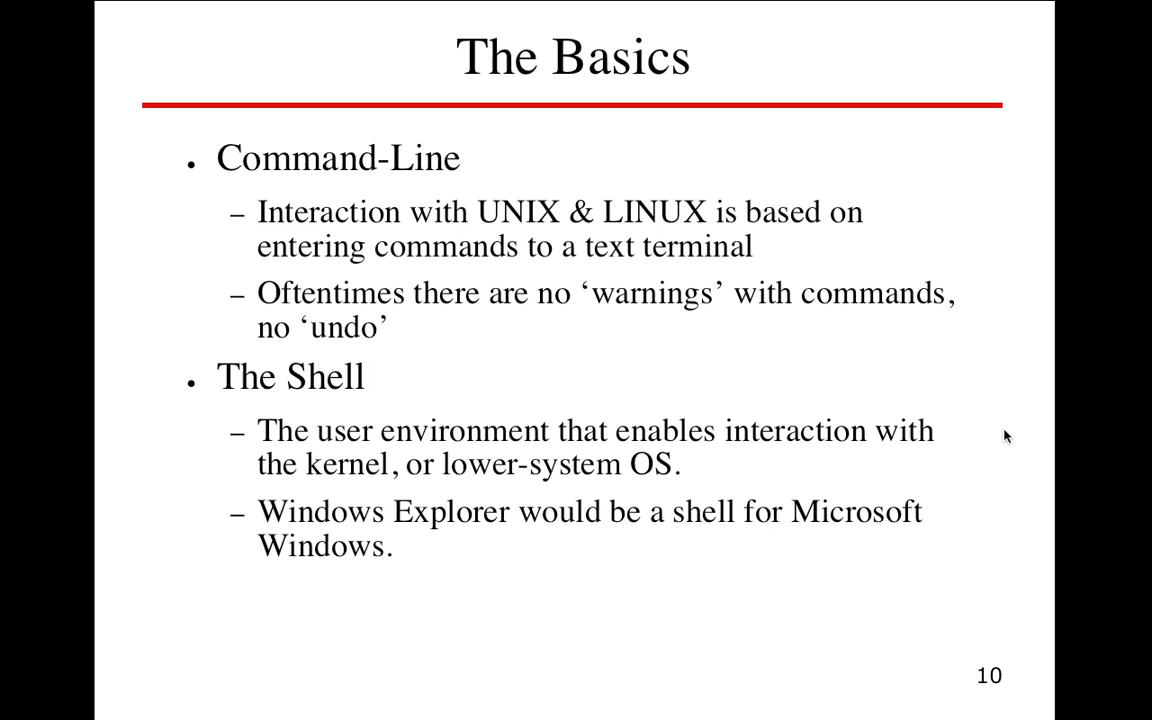 The Basics
• Command-Line
– Interaction with UNIX & LINUX is based on
entering commands to a text terminal
– Oftentimes there are no ‘warnings’ with commands,
no ‘undo’
• The Shell
– The user environment that enables interaction with
the kernel, or lower-system OS.
– Windows Explorer would be a shell for Microsoft
Windows.
10